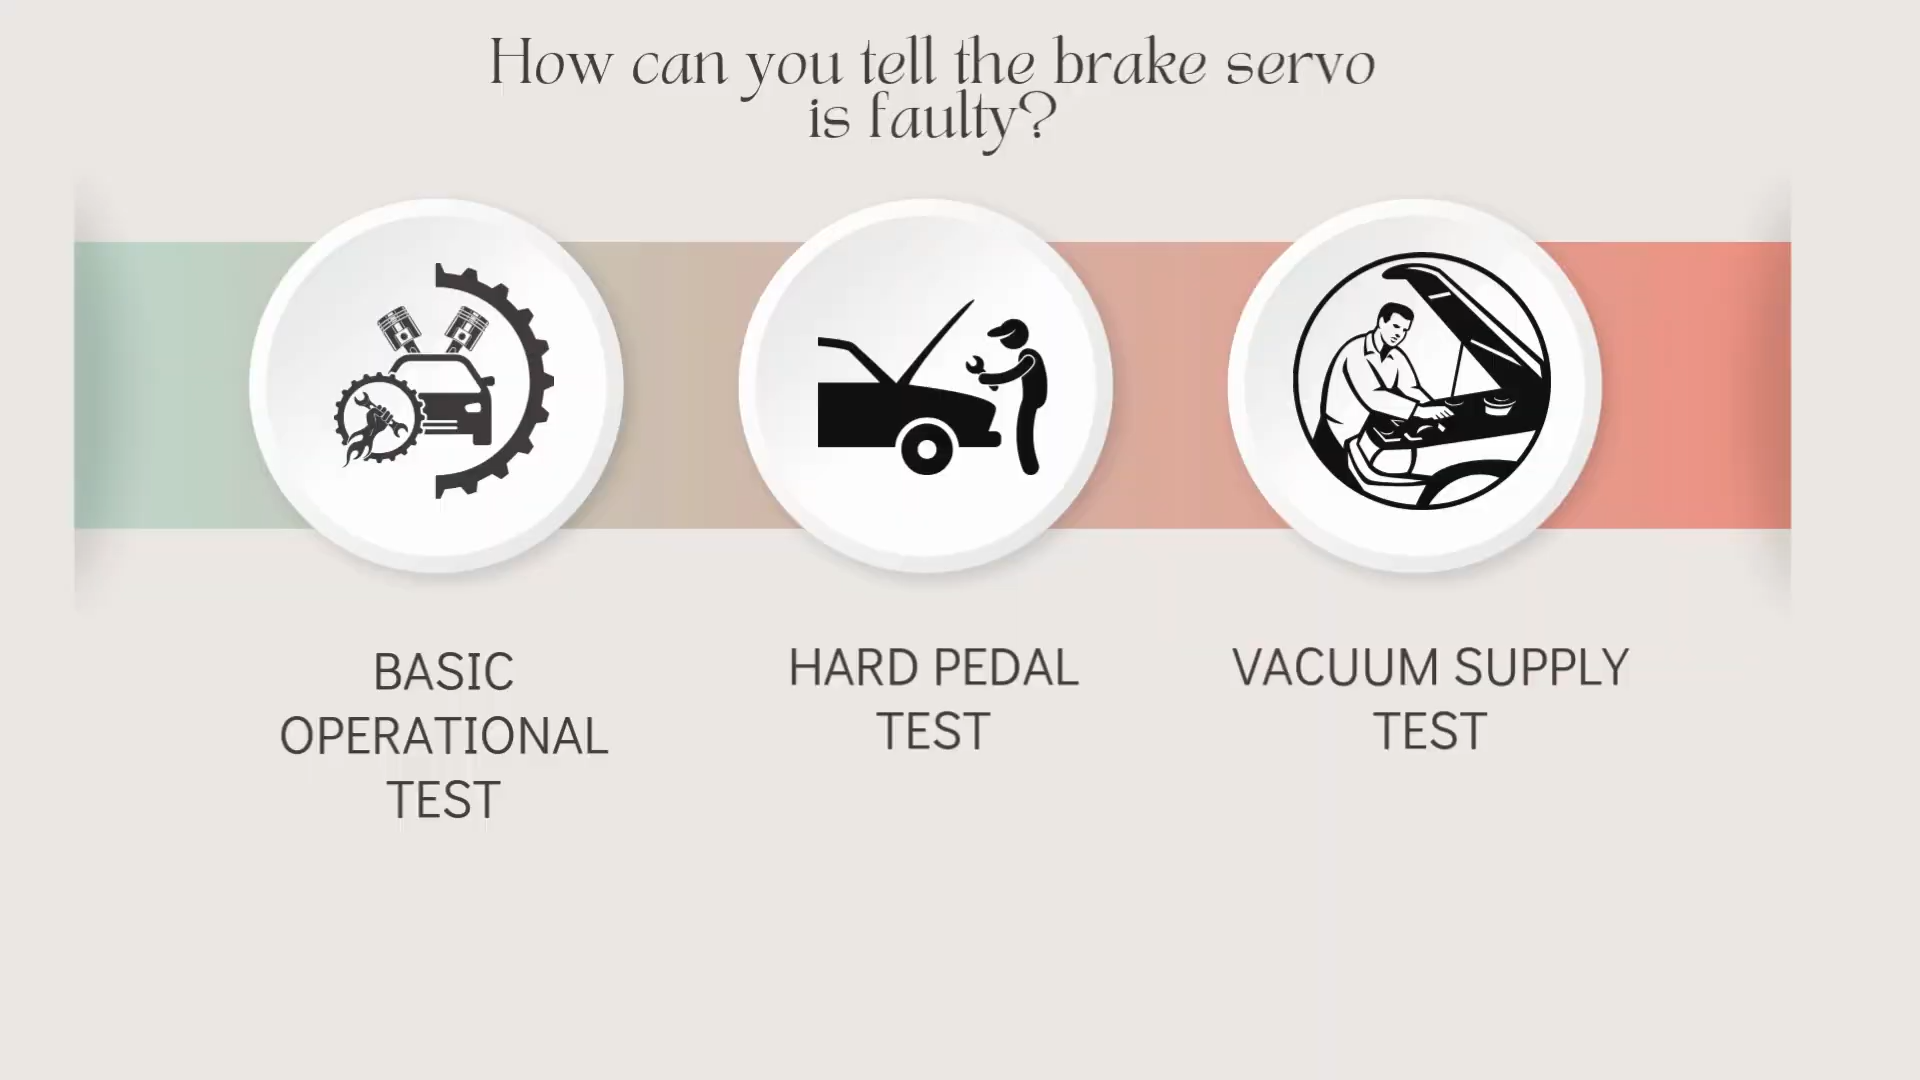 How can you tell the brake servo
is faulty?
BASIC
OPERATIONAL
TEST
HARD PEDAL
TEST
VACUUM SUPPLY
TEST